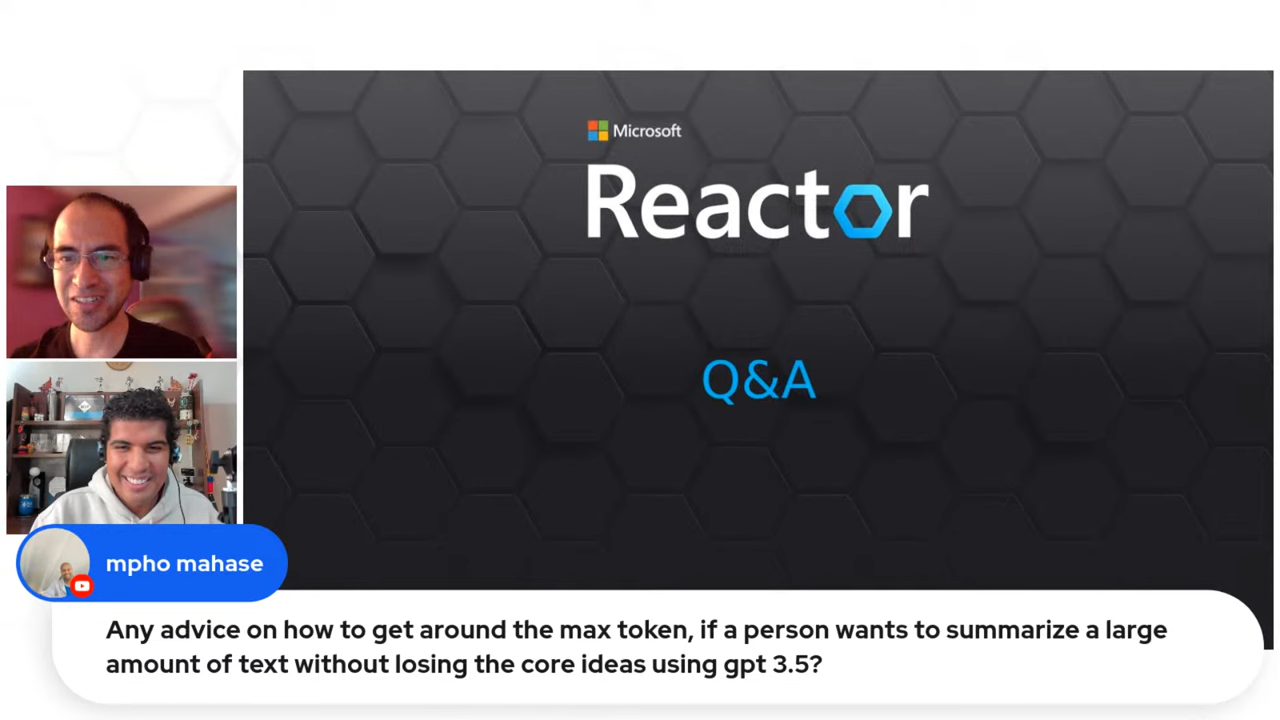 Microsoft
Reactor
Q&A
mpho mahase
Any advice on how to get around the max token, if a person wants to summarize a large
amount of text without losing the core ideas using gpt 3.5?